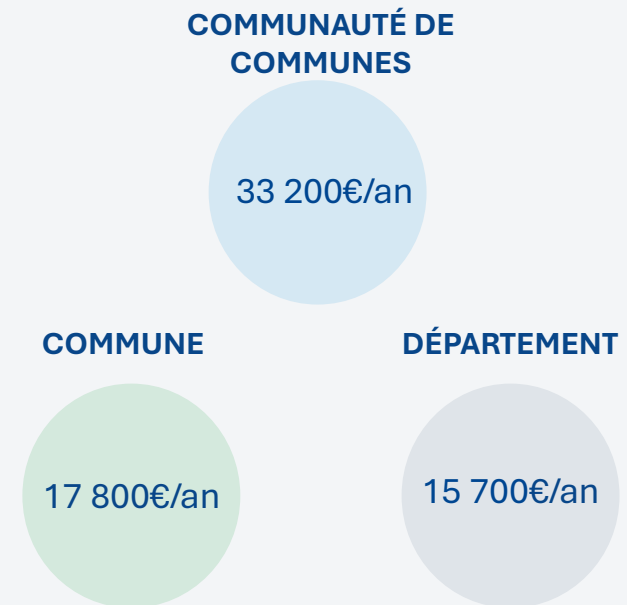 COMMUNAUTÉ DE
COMMUNES
33 200€/an
COMMUNE
17 800€/an
DÉPARTEMENT
15 700€/an